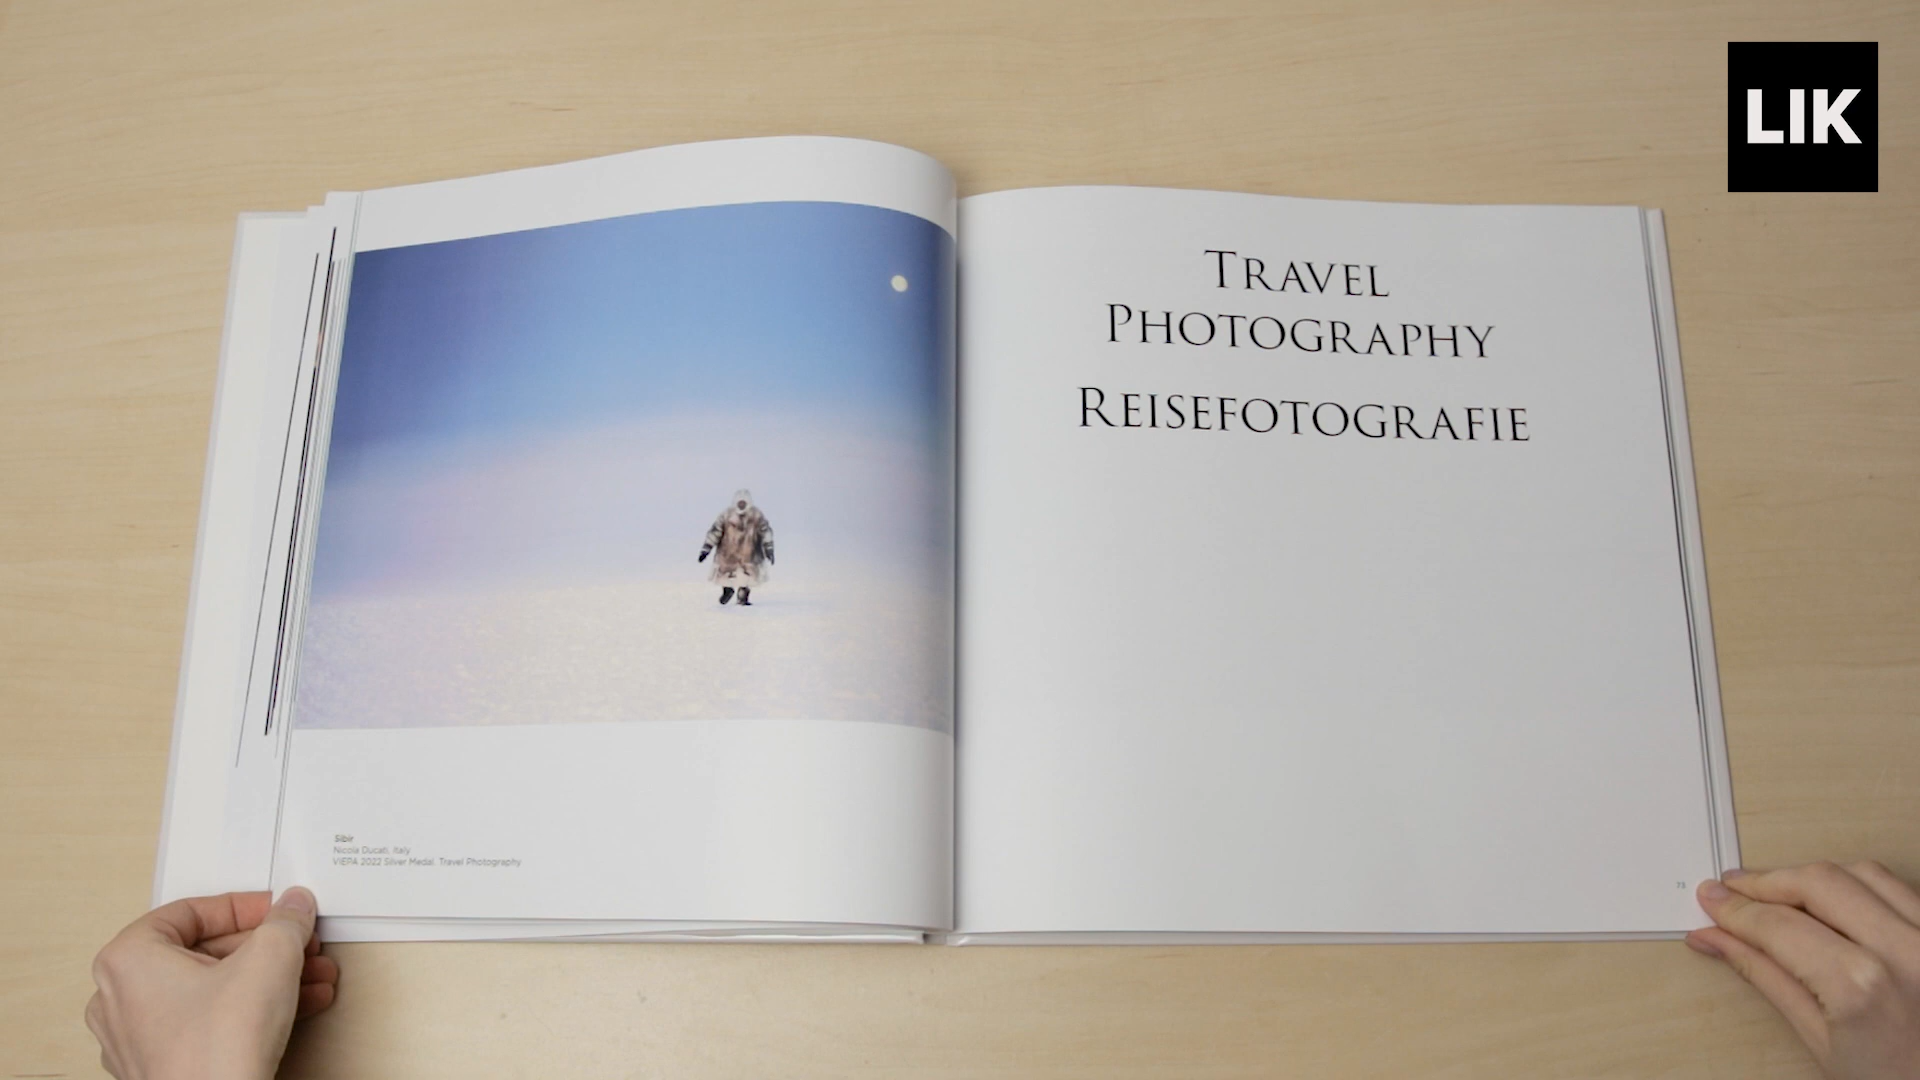 LIK
TRAVEL
PHOTOGRAPHY
REISEFOTOGRAFIE
Sibir
Nicola Ducati, Italy
VIEPA 2022 Silver Medal, Travel Photography
73